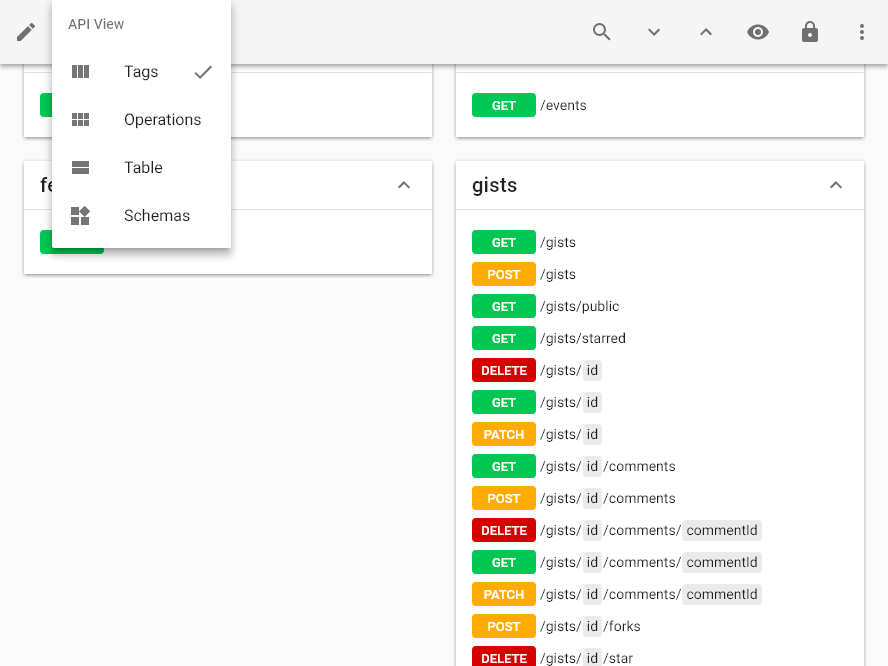 API View
Tags
Operations
Table
Schemas
GET /events
gists
GET /gists
POST /gists
GET /gists/public
GET /gists/starred
DELETE /gists/ id
GET /gists/ id
PATCH /gists/ id
GET /gists/ id /comments
POST /gists/ id /comments
DELETE /gists/ id /comments/ commentId
GET /gists/ id /comments/ commentId
PATCH /gists/ id /comments/ commentId
POST /gists/ id /forks
DELETE /gists/ id /star